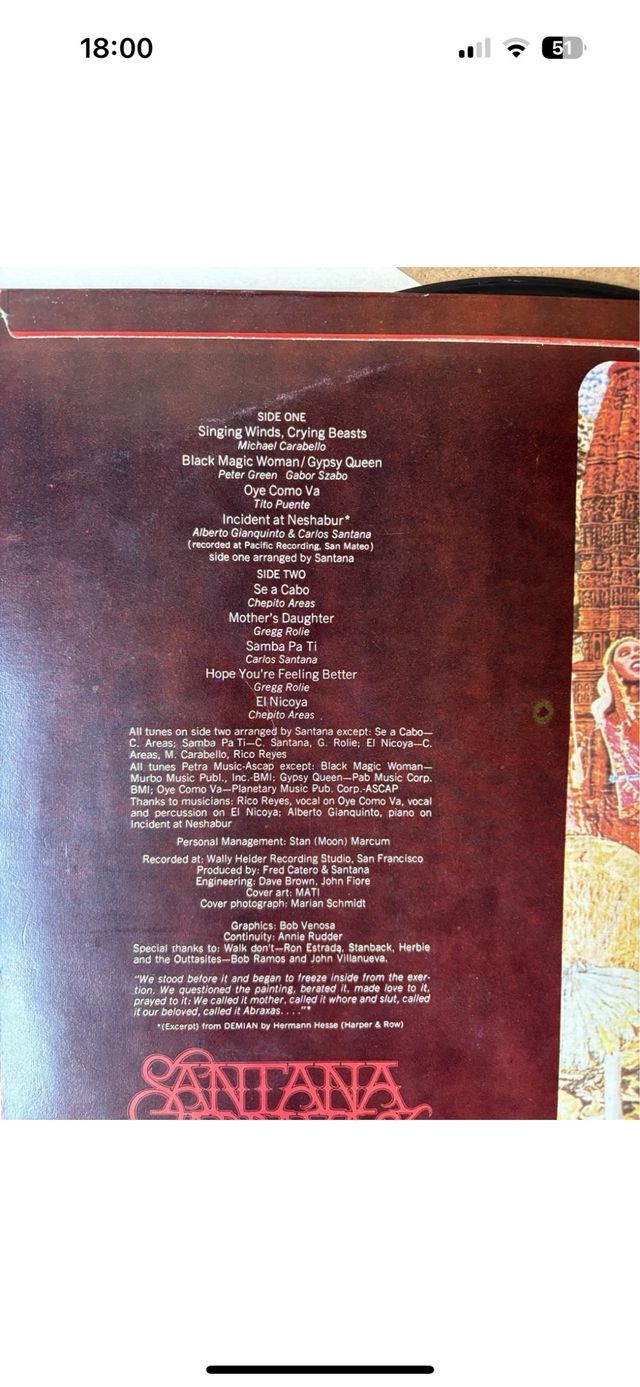 18:00
51
SIDE ONE
Singing Winds, Crying Beasts
Michael Carabello
Black Magic Woman/Gypsy Queen
Peter Green Gabor Szabo
Oye Como Va
Tito Puente
Incident at Neshabur*
Alberto Gianquinto & Carlos Santana
(recorded at Pacific Recording, San Mateo)
side one arranged by Santana
SIDE TWO
Se a Cabo
Chepito Areas
Mother's Daughter
Gregg Rolie
Samba Pa Ti
Carlos Santana
Hope You're Feeling Better
Gregg Rolie
El Nicoya
Chepito Areas
All tunes on side two arranged by Santana except: Se a Cabo—
C. Areas; Samba Pa Ti—C. Santana, G. Rolie; El Nicoya—C.
Areas, M. Carabello, Rico Reyes
All tunes Petra Music-Ascap except: Black Magic Woman—
Murbo Music Publ., Inc.-BMI; Gypsy Queen—Pab Music Corp.
BMI; Oye Como Va—Planetary Music Pub. Corp.-ASCAP
Thanks to musicians: Rico Reyes, vocal on Oye Como Va, vocal
and percussion on El Nicoya; Alberto Gianquinto, piano on
Incident at Neshabur
Personal Management: Stan (Moon) Marcum
Recorded at: Wally Heider Recording Studio, San Francisco
Produced by: Fred Catero & Santana
Engineering: Dave Brown, John Fiore
Cover art: MATI
Cover photograph: Marian Schmidt
Graphics: Bob Venosa
Continuity: Annie Rudder
Special thanks to: Walk don't—Ron Estrada, Stanback, Herbie
and the Outtasites—Bob Ramos and John Villanueva.
"We stood before it and began to freeze inside from the exer-
tion. We questioned the painting, berated it, made love to it,
prayed to it: We called it mother, called it whore and slut, called
it our beloved, called it Abraxas. . . ."*
*(Excerpt) from DEMIAN by Hermann Hesse (Harper & Row)
SANTANA